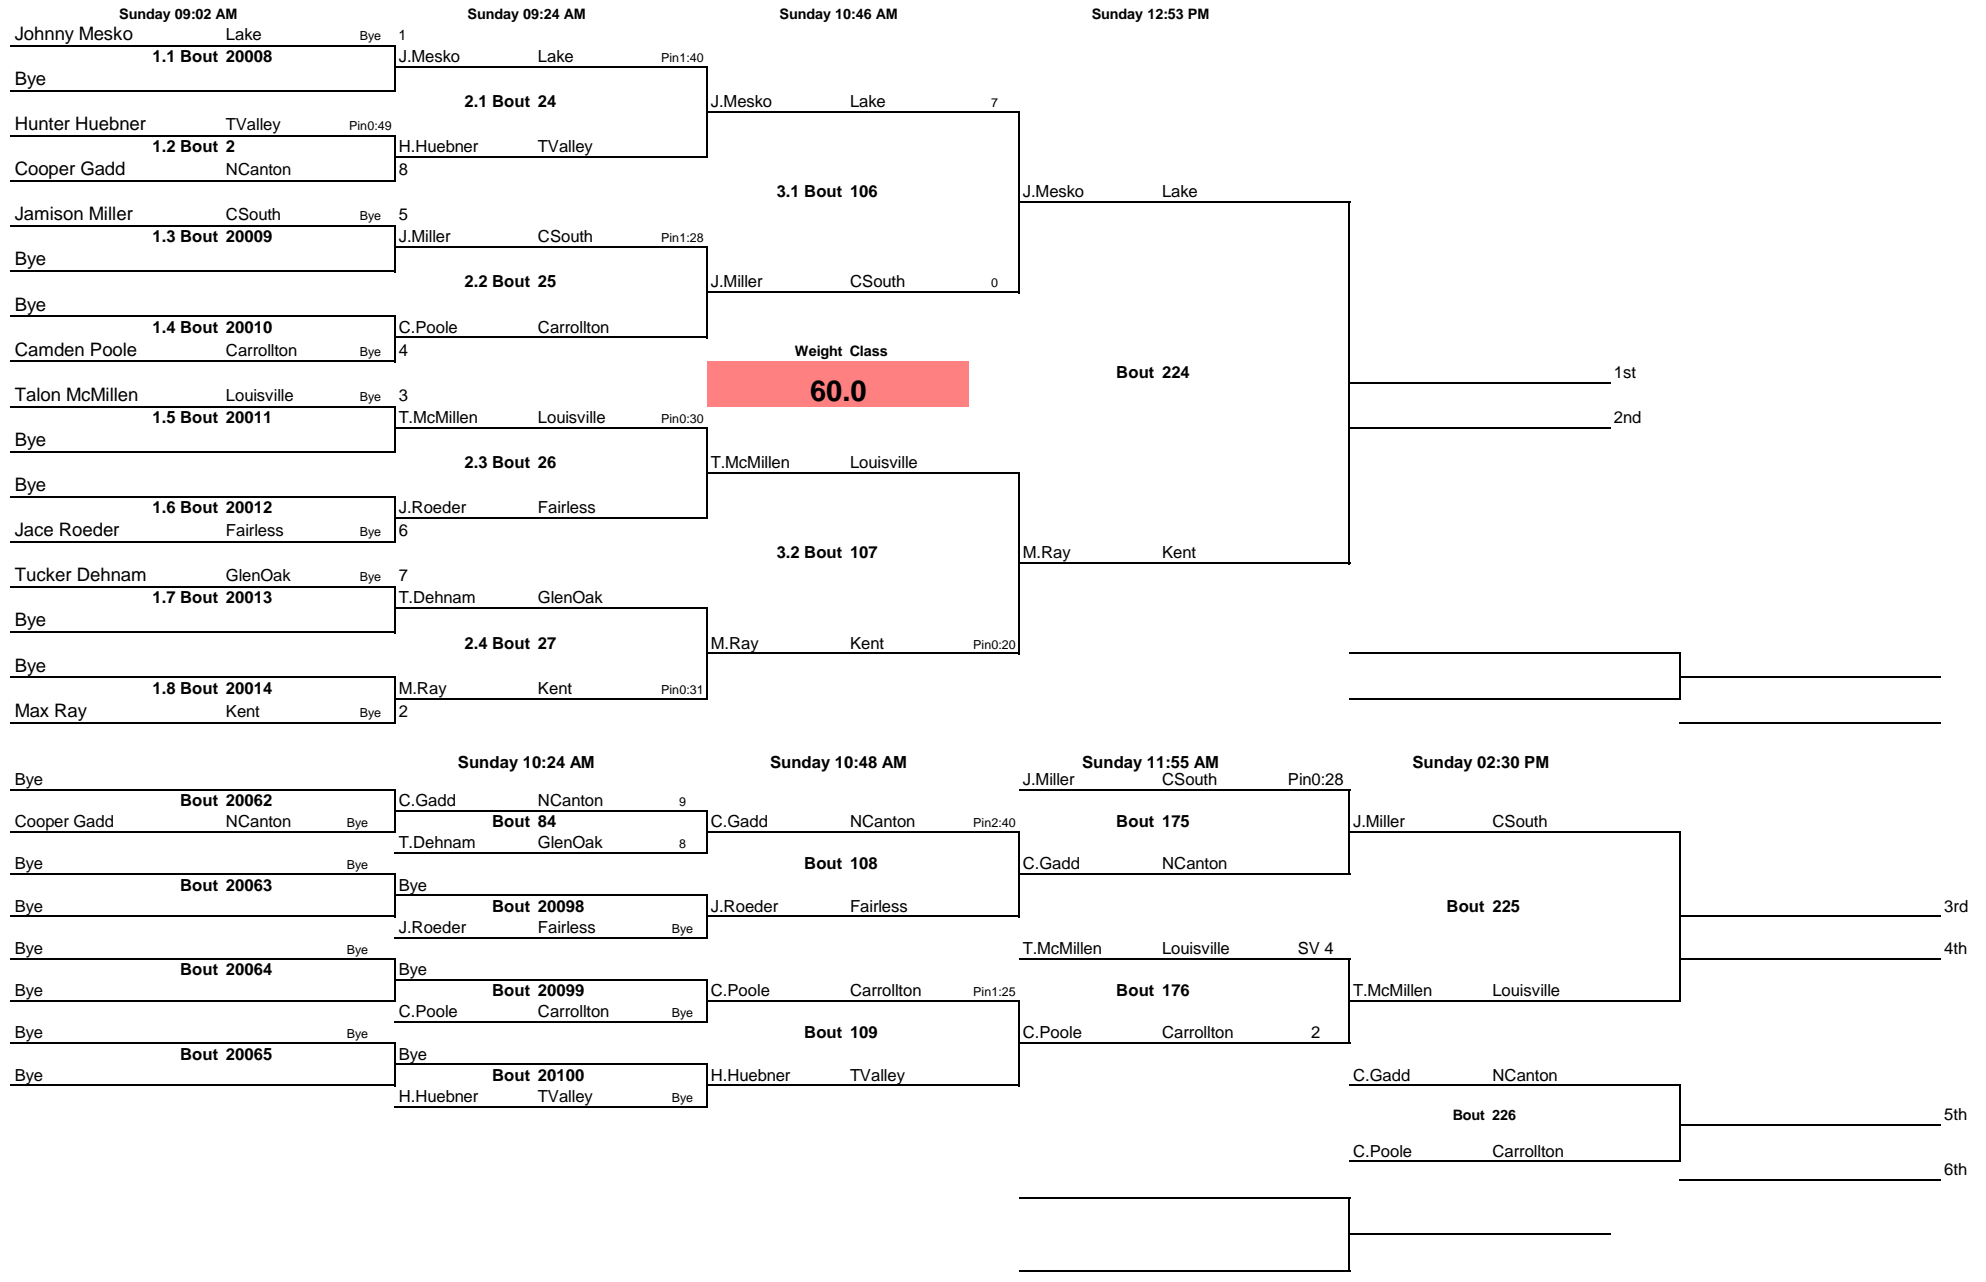 Sunday 09:02 AM Sunday 09:24 AM Sunday 10:46 AM Sunday 12:53 PM
Johnny Mesko Lake Bye 1
1.1 Bout 20008 J.Mesko Lake Pin1:40
Bye
2.1 Bout 24 J.Mesko Lake 7
Hunter Huebner TValley Pin0:49
1.2 Bout 2 H.Huebner TValley
Cooper Gadd NCanton 8
3.1 Bout 106 J.Mesko Lake
Jamison Miller CSouth Bye 5
1.3 Bout 20009 J.Miller CSouth Pin1:28
Bye
2.2 Bout 25 J.Miller CSouth 0
Bye
1.4 Bout 20010 C.Poole Carrollton
Camden Poole Carrollton Bye 4 Weight Class
Bout 224 1st
Talon McMillen Louisville Bye 3 60.0
1.5 Bout 20011 T.McMillen Louisville Pin0:30 2nd
Bye
2.3 Bout 26 T.McMillen Louisville
Bye
1.6 Bout 20012 J.Roeder Fairless
Jace Roeder Fairless Bye 6
3.2 Bout 107 M.Ray Kent
Tucker Dehnam GlenOak Bye 7
1.7 Bout 20013 T.Dehnam GlenOak
Bye
2.4 Bout 27 M.Ray Kent Pin0:20
Bye
1.8 Bout 20014 M.Ray Kent Pin0:31
Max Ray Kent Bye 2
Sunday 10:24 AM Sunday 10:48 AM Sunday 11:55 AM Sunday 02:30 PM
Bye J.Miller CSouth Pin0:28
Bout 20062 C.Gadd NCanton 9
Cooper Gadd NCanton Bye Bout 84 C.Gadd NCanton Pin2:40 Bout 175 J.Miller CSouth
T.Dehnam GlenOak 8
Bye Bye Bout 108 C.Gadd NCanton
Bout 20063 Bye
Bye Bout 20098 J.Roeder Fairless Bout 225 3rd
J.Roeder Fairless Bye
Bye Bye T.McMillen Louisville SV 4 4th
Bout 20064 Bye
Bye Bout 20099 C.Poole Carrollton Pin1:25 Bout 176 T.McMillen Louisville
C.Poole Carrollton Bye
Bye Bye Bout 109 C.Poole Carrollton 2
Bout 20065 Bye
Bye Bout 20100 H.Huebner TValley C.Gadd NCanton
H.Huebner TValley Bye
Bout 226 5th
C.Poole Carrollton
6th